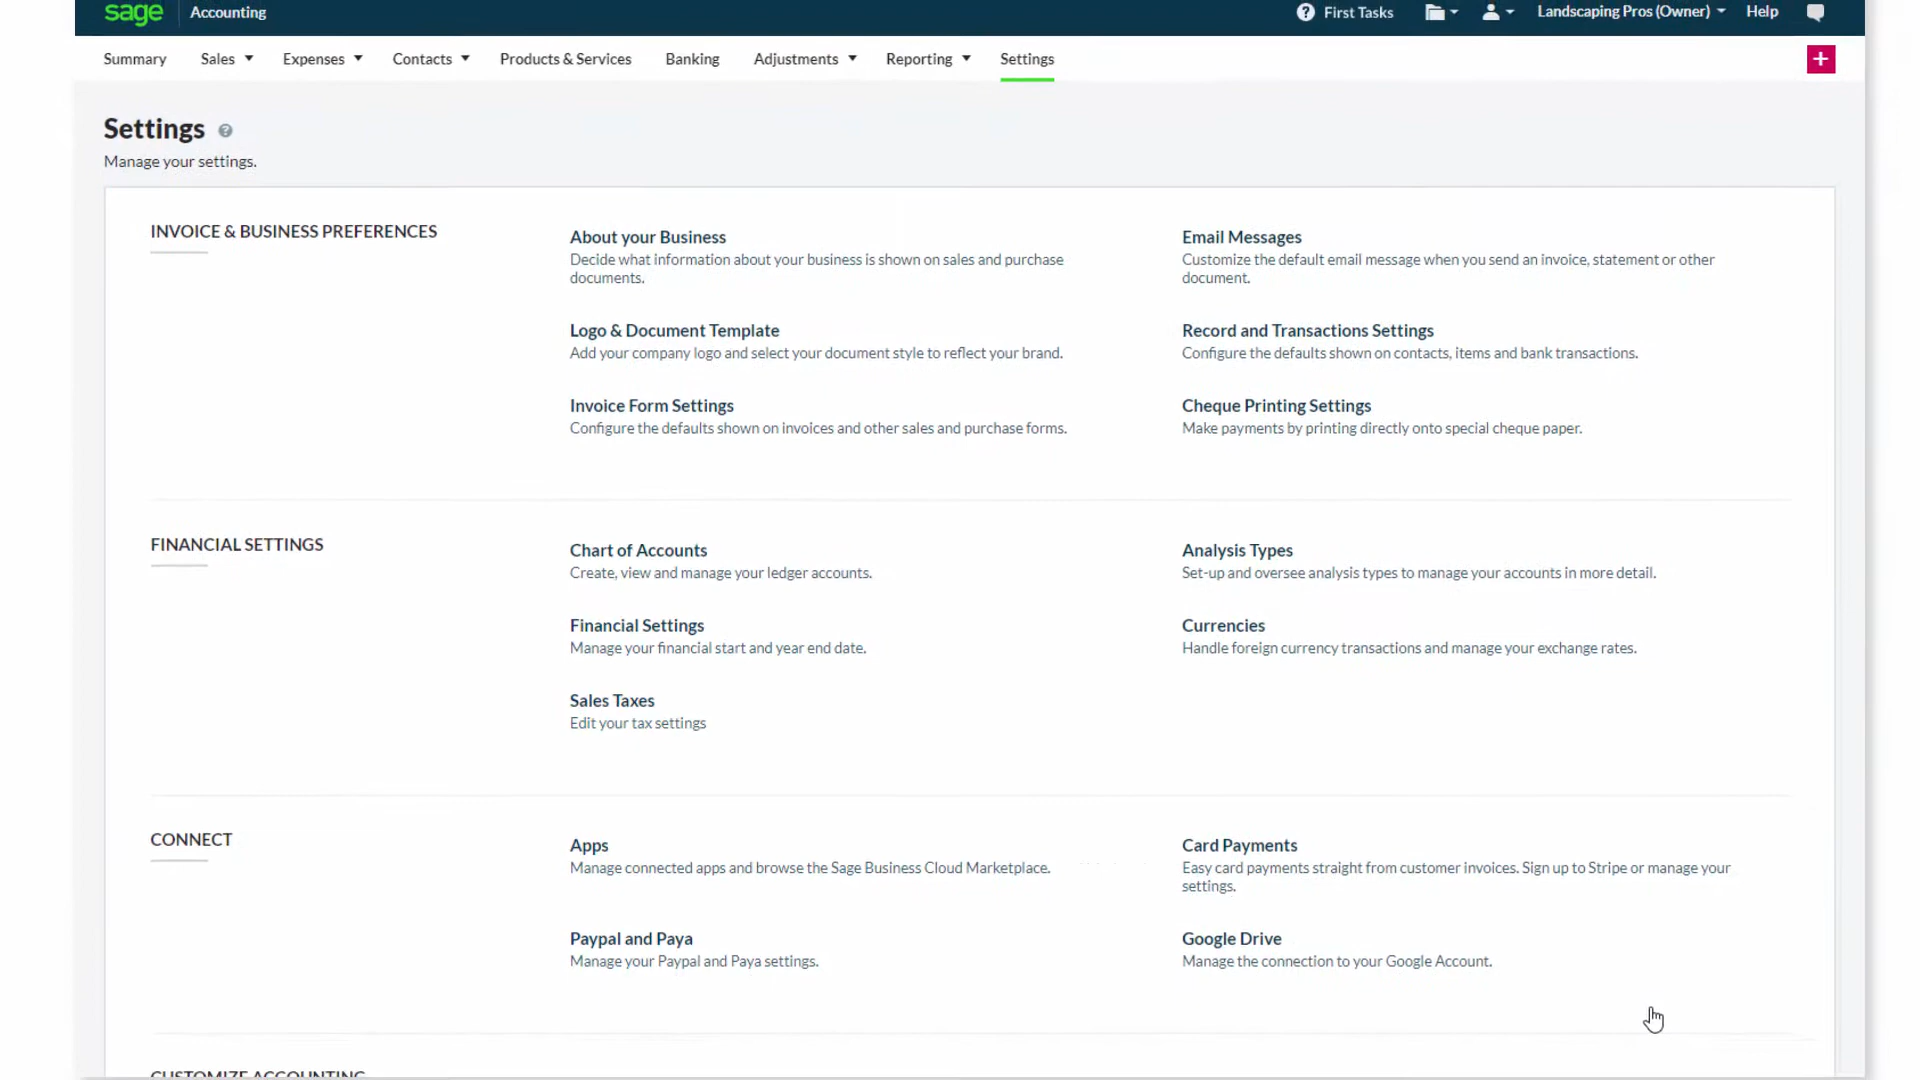 sage Accounting First Tasks Landscaping Pros (Owner) Help
Summary Sales Expenses Contacts Products & Services Banking Adjustments Reporting Settings
Settings
Manage your settings.
INVOICE & BUSINESS PREFERENCES
About your Business
Decide what information about your business is shown on sales and purchase
documents.
Email Messages
Customize the default email message when you send an invoice, statement or other
document.
Logo & Document Template
Add your company logo and select your document style to reflect your brand.
Record and Transactions Settings
Configure the defaults shown on contacts, items and bank transactions.
Invoice Form Settings
Configure the defaults shown on invoices and other sales and purchase forms.
Cheque Printing Settings
Make payments by printing directly onto special cheque paper.
FINANCIAL SETTINGS
Chart of Accounts
Create, view and manage your ledger accounts.
Analysis Types
Set-up and oversee analysis types to manage your accounts in more detail.
Financial Settings
Manage your financial start and year end date.
Currencies
Handle foreign currency transactions and manage your exchange rates.
Sales Taxes
Edit your tax settings
CONNECT
Apps
Manage connected apps and browse the Sage Business Cloud Marketplace.
Card Payments
Easy card payments straight from customer invoices. Sign up to Stripe or manage your
settings.
Paypal and Paya
Manage your Paypal and Paya settings.
Google Drive
Manage the connection to your Google Account.
CUSTOMIZE ACCOUNTING